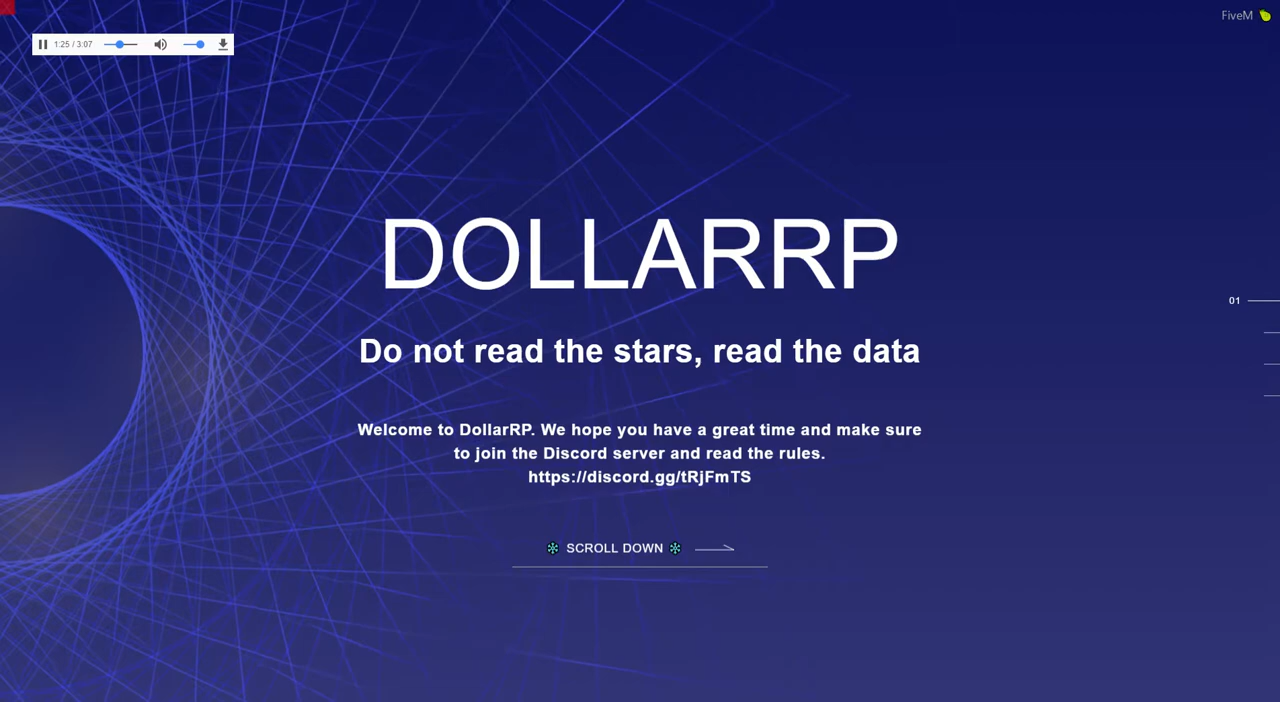 FiveM
1:25 / 3:07
DOLLARRP
01
Do not read the stars, read the data
Welcome to DollarRP. We hope you have a great time and make sure
to join the Discord server and read the rules.
https://discord.gg/tRjFmTS
SCROLL DOWN